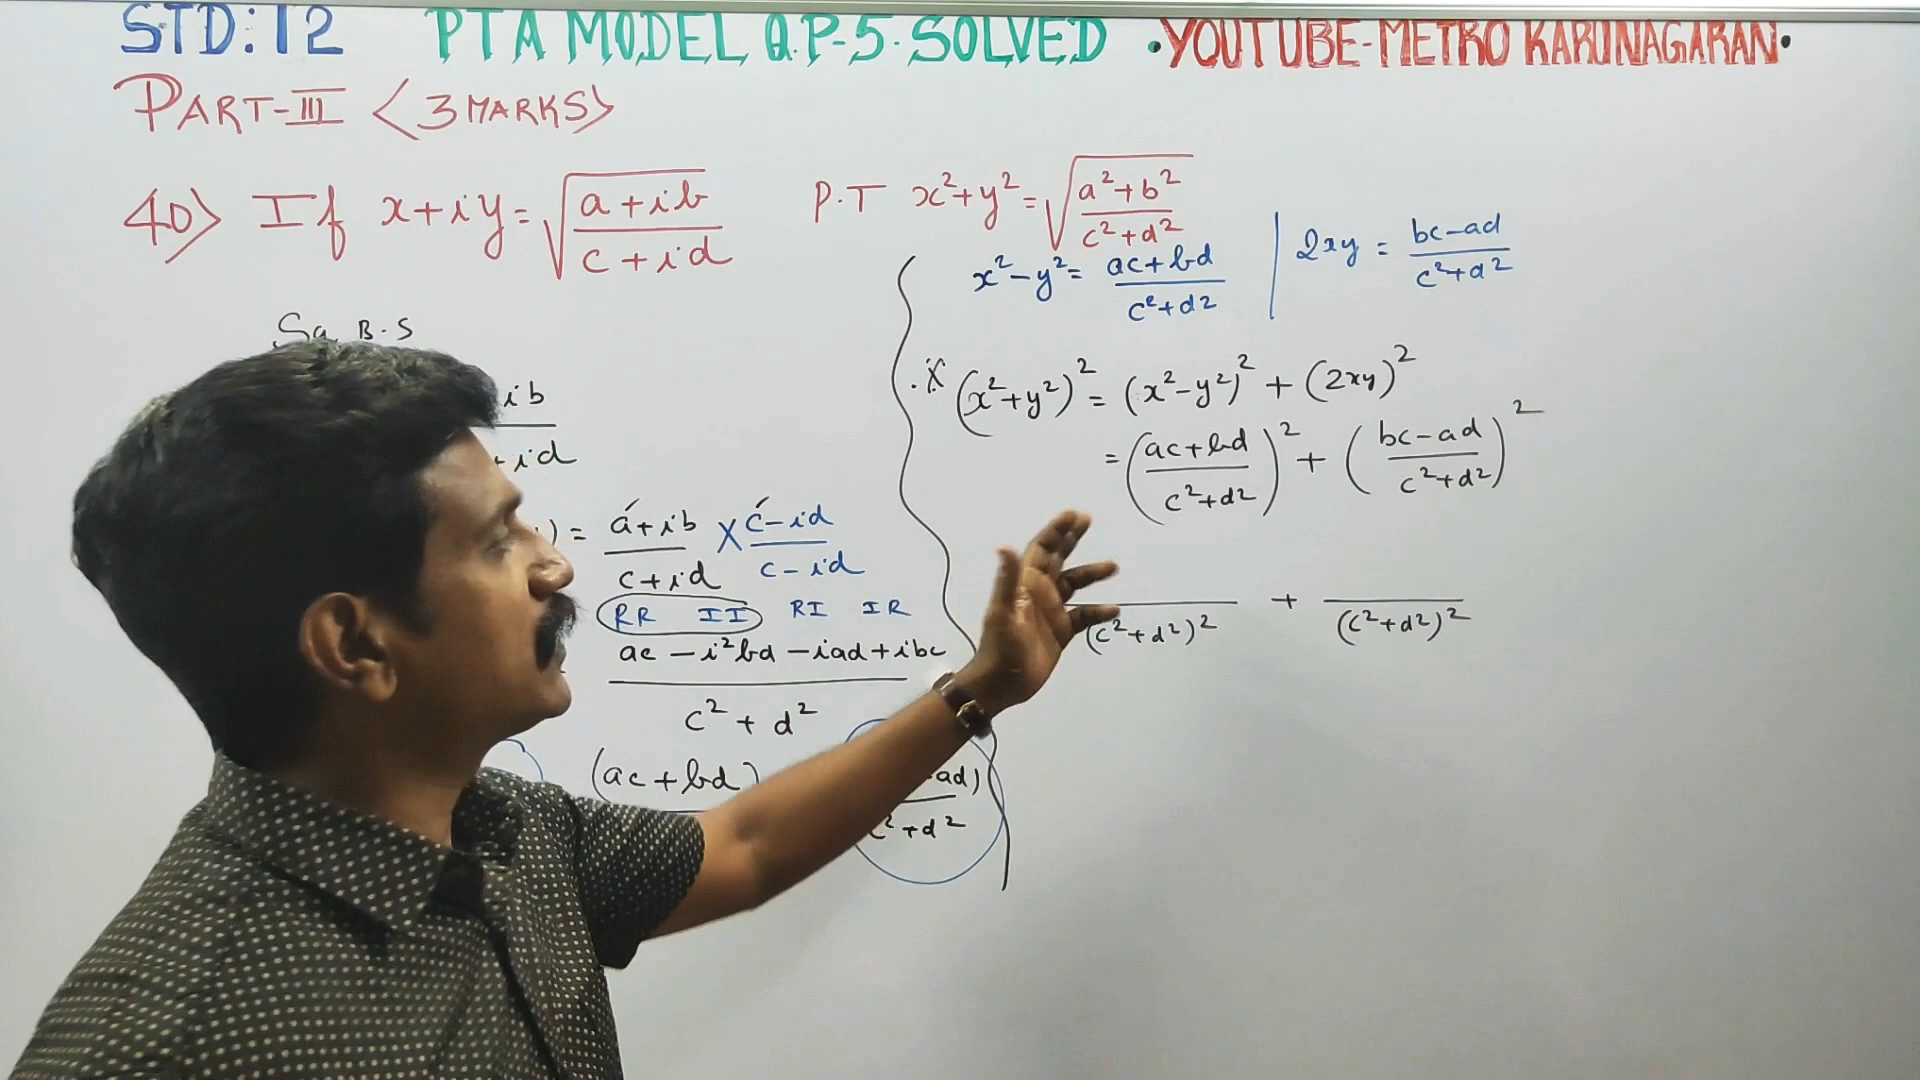 STD:12 PTA MODEL Q.P-5. SOLVED •YOUTUBE-METRO KARUNAGARAN•
PART-III <3 MARKS>
40> If x+iy = √(a+ib)/(c+id) P.T x²+y² = √(a²+b²)/(c²+d²)
Sq B.S
ib
+id
) = (a+ib)/(c+id) X (c-id)/(c-id)
RR II RI IR
ac - i²bd - iad + ibc
c² + d²
(ac + bd)
ad)
c²+d²
x² - y² = (ac+bd)/(c²+d²) | 2xy = (bc-ad)/(c²+d²)
(x²+y²)² = (x²-y²)² + (2xy)²
= ((ac+bd)/(c²+d²))² + ((bc-ad)/(c²+d²))²
+
(c²+d²)² (c²+d²)²